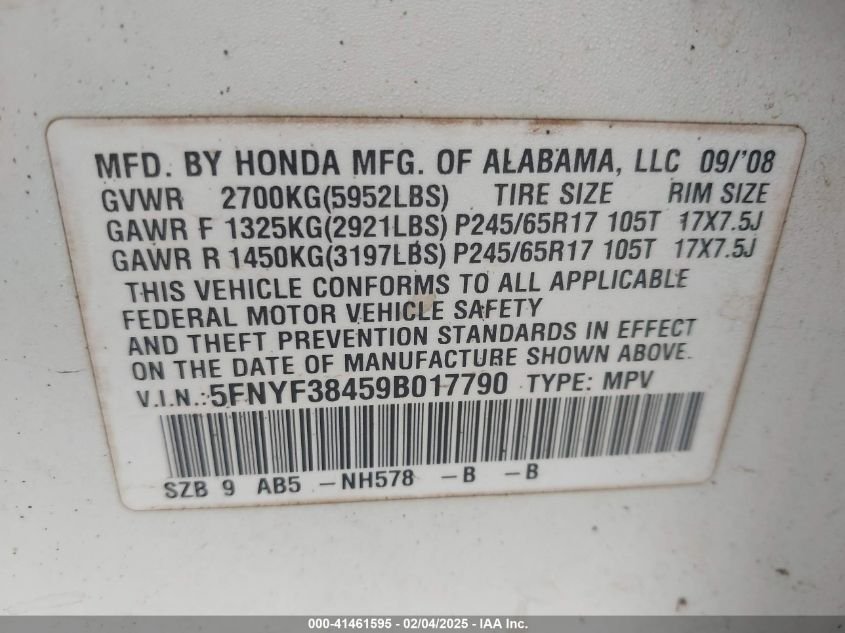 MFD. BY HONDA MFG. OF ALABAMA, LLC 09/'08
GVWR 2700KG(5952LBS) TIRE SIZE RIM SIZE
GAWR F 1325KG(2921LBS) P245/65R17 105T 17X7.5J
GAWR R 1450KG(3197LBS) P245/65R17 105T 17X7.5J
THIS VEHICLE CONFORMS TO ALL APPLICABLE
FEDERAL MOTOR VEHICLE SAFETY
AND THEFT PREVENTION STANDARDS IN EFFECT
ON THE DATE OF MANUFACTURE SHOWN ABOVE.
V.I.N.:5FNYF38459B017790 TYPE: MPV
SZB 9 AB5 -NH578 -B -B
000-41461595 - 02/04/2025 - IAA Inc.